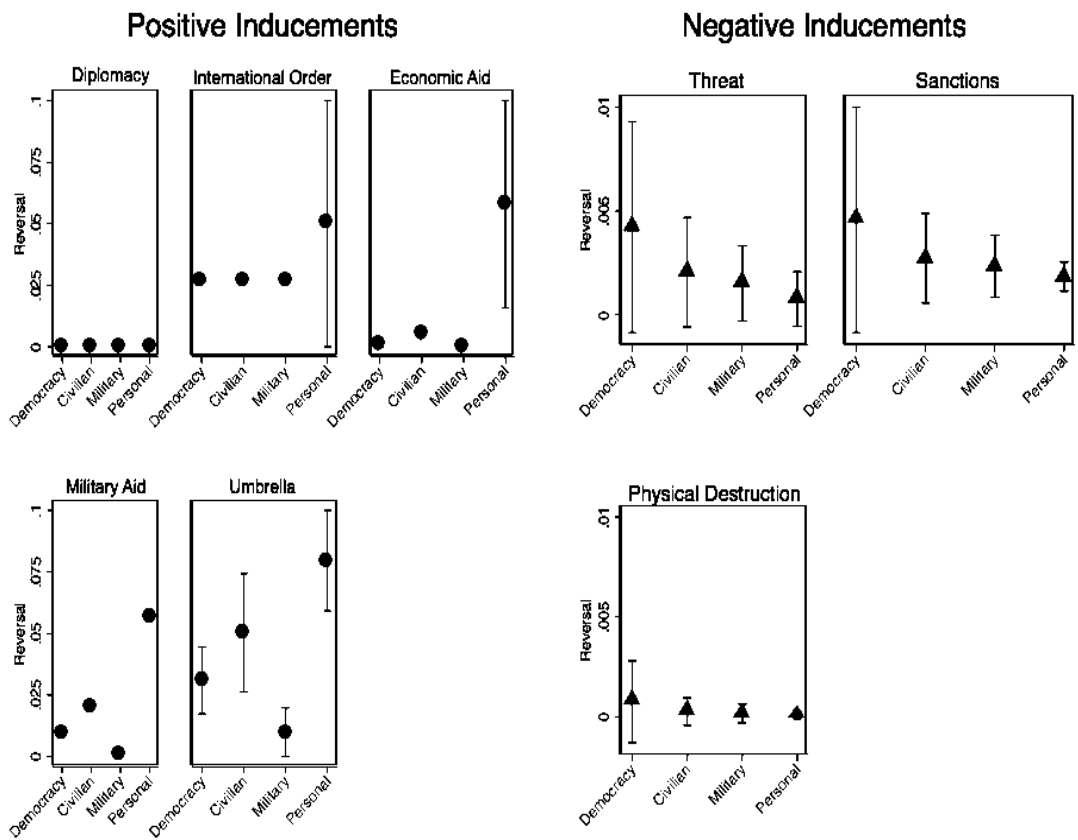 Positive Inducements
Negative Inducements
Diplomacy
International Order
Economic Aid
Threat
Sanctions
Reversal
0
.025
.05
.075
.1
Democracy
Civilian
Military
Personal
Democracy
Civilian
Military
Personal
Democracy
Civilian
Military
Personal
Reversal
0
.005
.01
Democracy
Civilian
Military
Personal
Democracy
Civilian
Military
Personal
Military Aid
Umbrella
Physical Destruction
Reversal
0
.025
.05
.075
.1
Democracy
Civilian
Military
Personal
Democracy
Civilian
Military
Personal
Reversal
0
.005
.01
Democracy
Civilian
Military
Personal